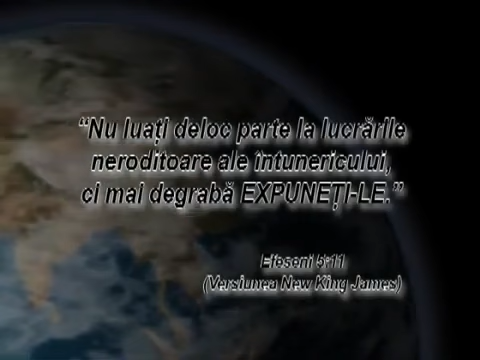 “Nu luați deloc parte la lucrările
neroditoare ale întunericului,
ci mai degrabă EXPUNEȚI-LE.”
Efeseni 5:11
(Versiunea New King James)